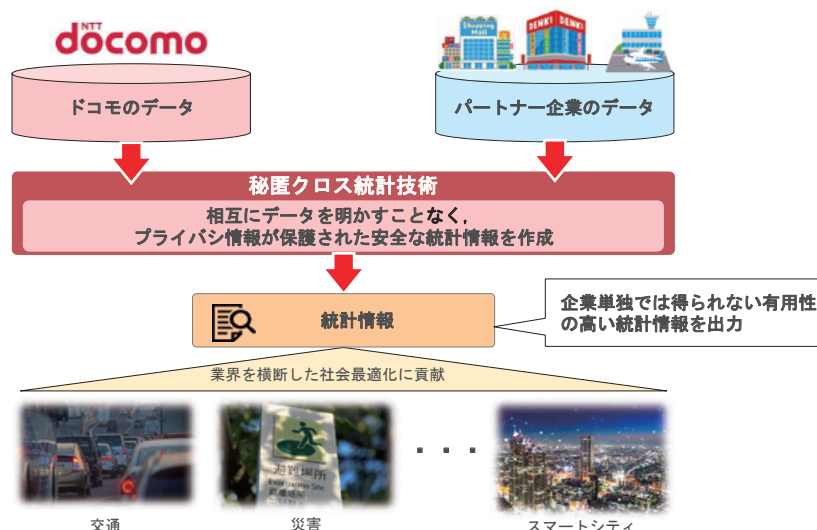 NTT
döcomo
Shopping
Mall
DENKI DENKI
ドコモのデータ
パートナー企業のデータ
秘匿クロス統計技術
相互にデータを明かすことなく，
プライバシ情報が保護された安全な統計情報を作成
統計情報
企業単独では得られない有用性
の高い統計情報を出力
業界を横断した社会最適化に貢献
避難場所
Evacuation Site
・・・
交通
災害
スマートシティ